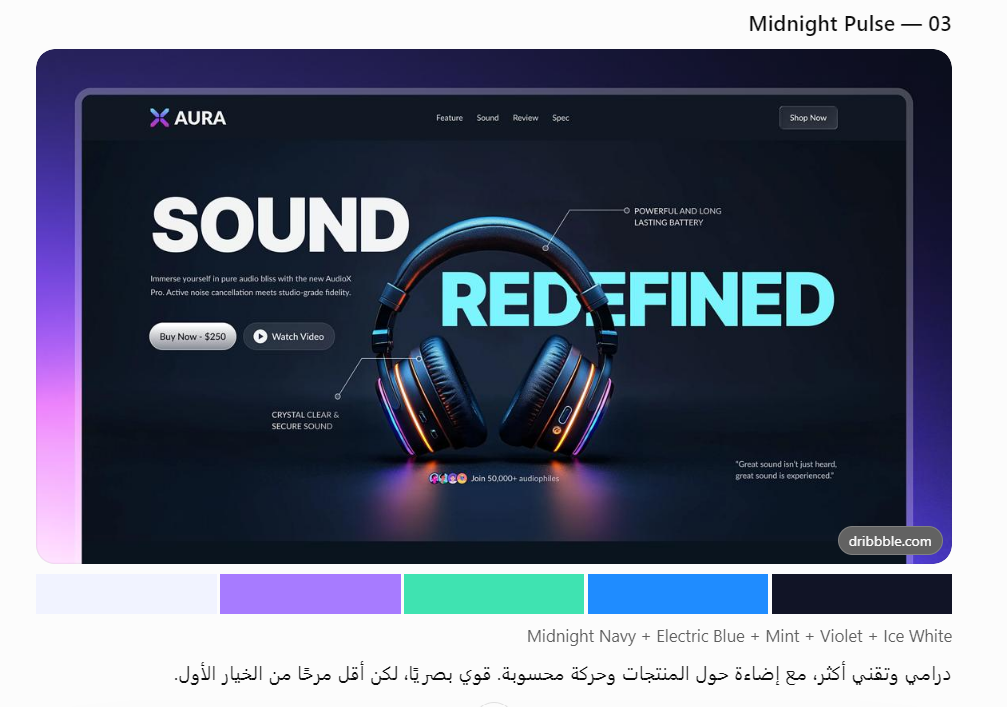 Midnight Pulse — 03
AURA
Feature Sound Review Spec
Shop Now
SOUND
POWERFUL AND LONG
LASTING BATTERY
REDEFINED
Immerse yourself in pure audio bliss with the new AudioX
Pro. Active noise cancellation meets studio-grade fidelity.
Buy Now - $250
Watch Video
CRYSTAL CLEAR &
SECURE SOUND
Join 50,000+ audiophiles
"Great sound isn't just heard,
great sound is experienced."
dribbble.com
Midnight Navy + Electric Blue + Mint + Violet + Ice White
درامي وتقني أكثر، مع إضاءة حول المنتجات وحركة محسوبة. قوي بصريًا، لكن أقل مرحًا من الخيار الأول.